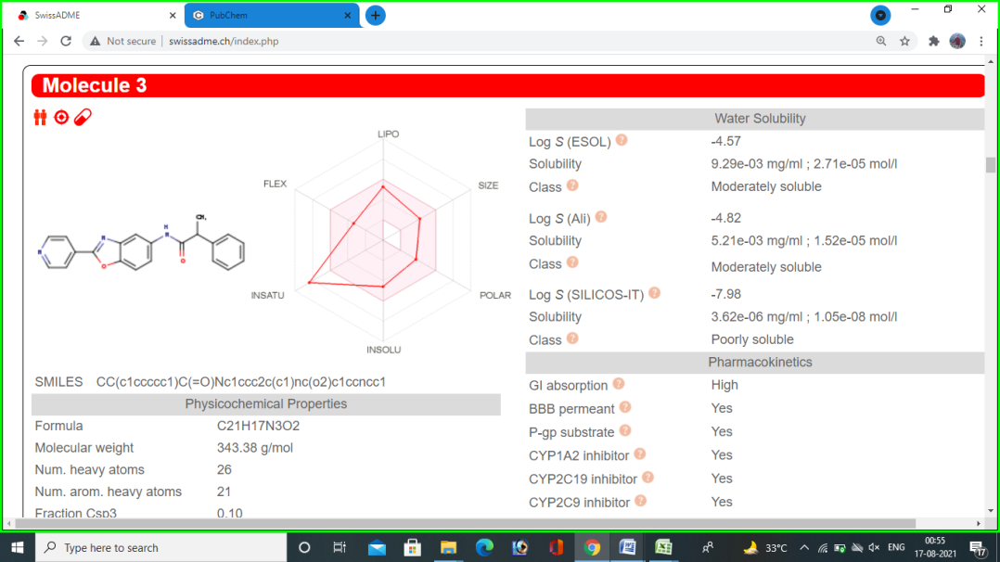 SwissADME
PubChem
Not secure
swissadme.ch/index.php
Molecule 3
LIPO
FLEX
SIZE
INSATU
POLAR
INSOLU
N
N
O
H
N
O
CH3
SMILES CC(c1ccccc1)C(=O)Nc1ccc2c(c1)nc(o2)c1ccncc1
Physicochemical Properties
Formula C21H17N3O2
Molecular weight 343.38 g/mol
Num. heavy atoms 26
Num. arom. heavy atoms 21
Fraction Csp3 0.10
Water Solubility
Log S (ESOL) ? -4.57
Solubility 9.29e-03 mg/ml ; 2.71e-05 mol/l
Class ? Moderately soluble
Log S (Ali) ? -4.82
Solubility 5.21e-03 mg/ml ; 1.52e-05 mol/l
Class ? Moderately soluble
Log S (SILICOS-IT) ? -7.98
Solubility 3.62e-06 mg/ml ; 1.05e-08 mol/l
Class ? Poorly soluble
Pharmacokinetics
GI absorption ? High
BBB permeant ? Yes
P-gp substrate ? Yes
CYP1A2 inhibitor ? Yes
CYP2C19 inhibitor ? Yes
CYP2C9 inhibitor ? Yes
Type here to search
33°C
ENG
00:55
17-08-2021
17